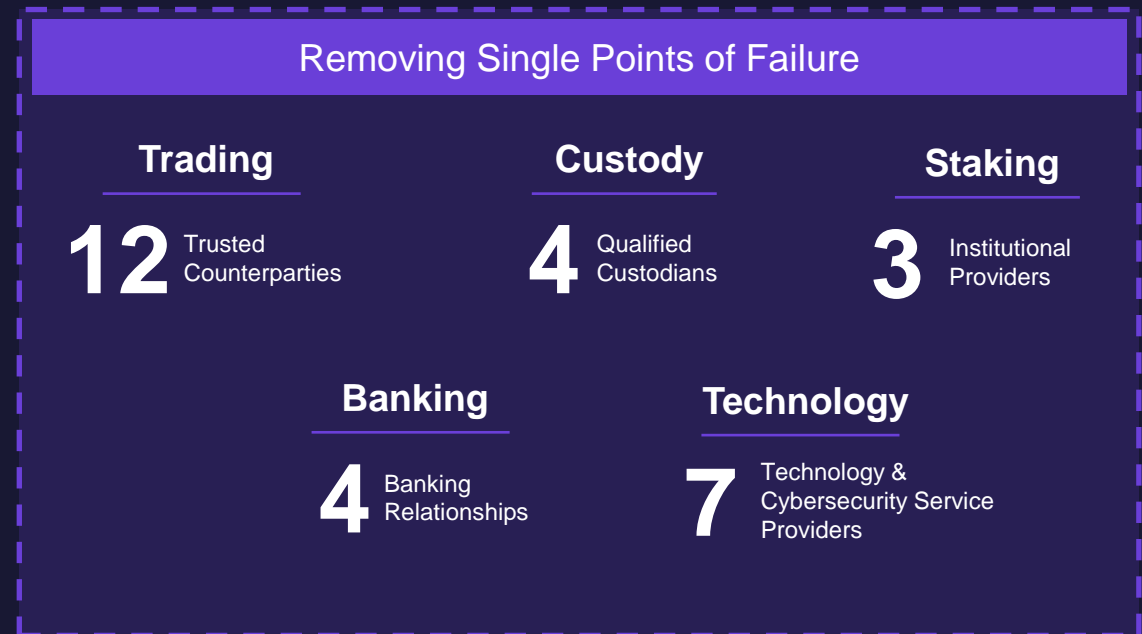 Removing Single Points of Failure
Trading
12
Trusted
Counterparties
Custody
4
Qualified
Custodians
Staking
3
Institutional
Providers
Banking
4
Banking
Relationships
Technology
7
Technology &
Cybersecurity Service
Providers